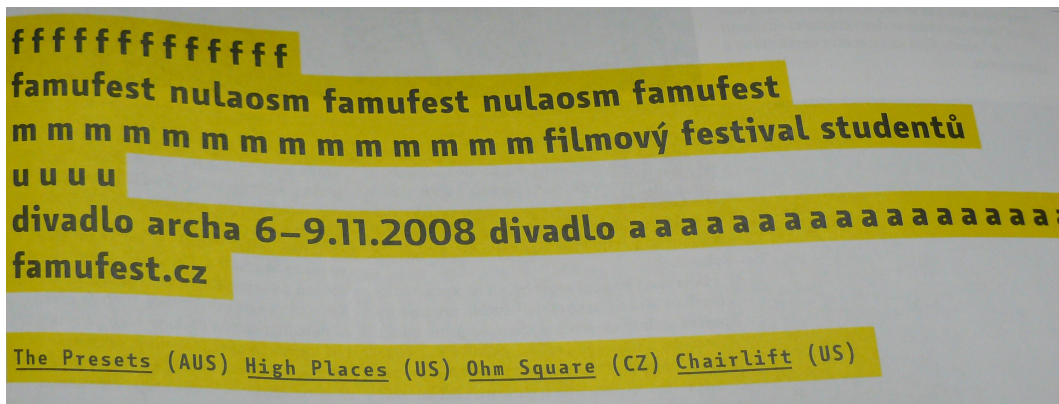 f f f f f f f f f f f f f
famufest nulaosm famufest nulaosm famufest
m m m m m m m m m m m m m m filmový festival studentů
u u u u
divadlo archa 6–9.11.2008 divadlo a a a a a a a a a a a a a a a a a
famufest.cz
The Presets (AUS) High Places (US) Ohm Square (CZ) Chairlift (US)